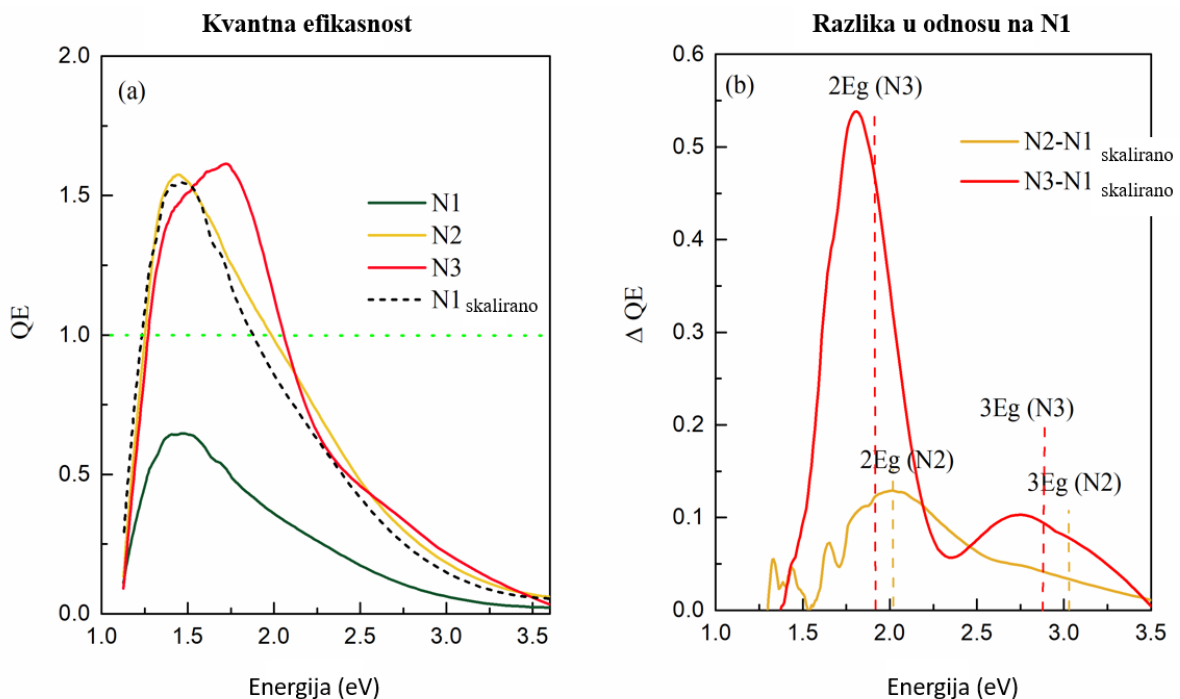 Kvantna efikasnost
(a)
QE
2.0
1.5
1.0
0.5
0.0
N1
N2
N3
N1 skalirano
1.0 1.5 2.0 2.5 3.0 3.5
Energija (eV)
Razlika u odnosu na N1
(b)
Δ QE
0.6
0.5
0.4
0.3
0.2
0.1
0.0
2Eg (N3)
N2-N1 skalirano
N3-N1 skalirano
3Eg (N3)
2Eg (N2)
3Eg (N2)
1.0 1.5 2.0 2.5 3.0 3.5
Energija (eV)